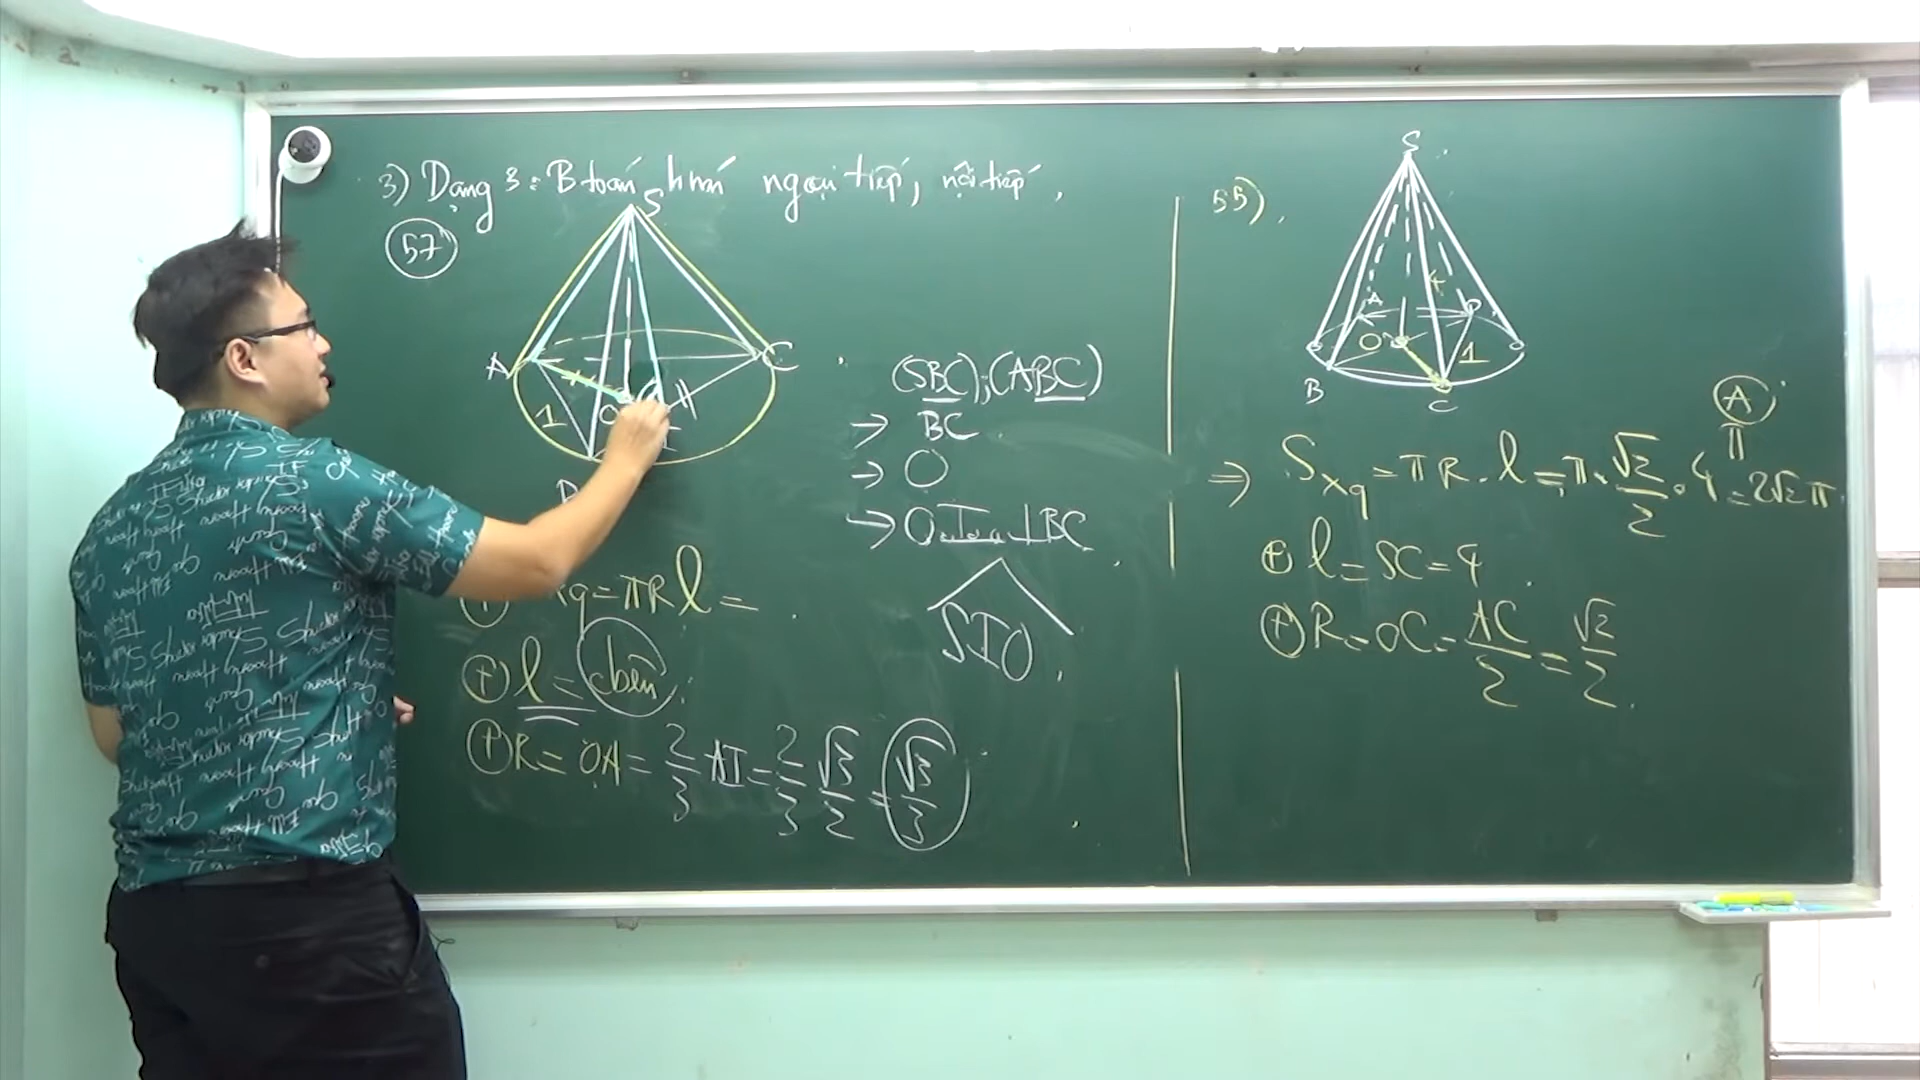 3) Dạng 3: B toán hnón ngoại tiếp, nội tiếp.
57
S
A
C
1
O
(SBC);(ABC)
→ BC
→ O
→ O kẻ ⊥ BC
SIO
xq = πRl =
⊕ l = cbên
⊕ R = OA = 2/3 AI = 2/3 √3/2 = √3/3
55)
S
A
D
O
1
B
C
A
⇒ Sxq = πR.l = π.√2/2.4 = 2√2π
⊕ l = SC = 4
⊕ R = OC = AC/2 = √2/2